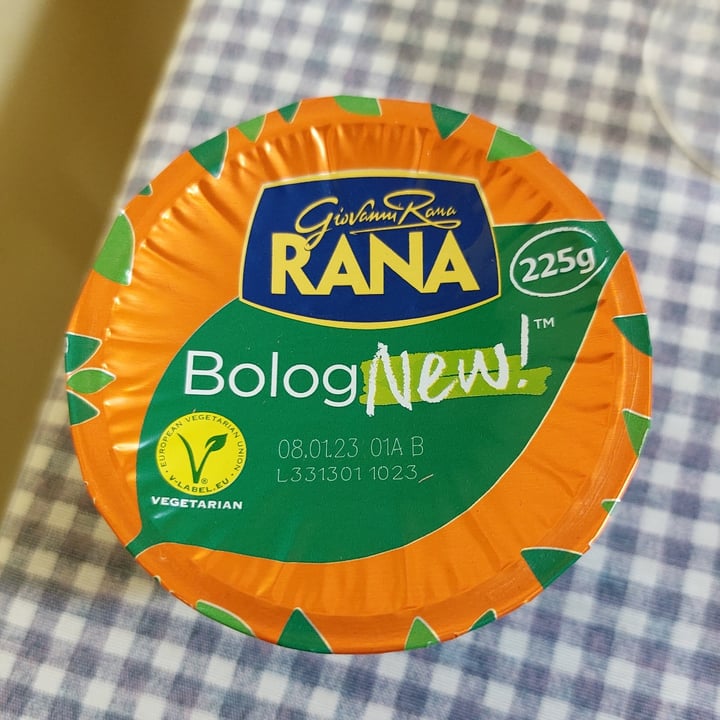 Giovanni Rana
RANA
225g
BologNew!™
EUROPEAN VEGETARIAN UNION
V-LABEL.EU
VEGETARIAN
08.01.23 01A B
L331301 1023